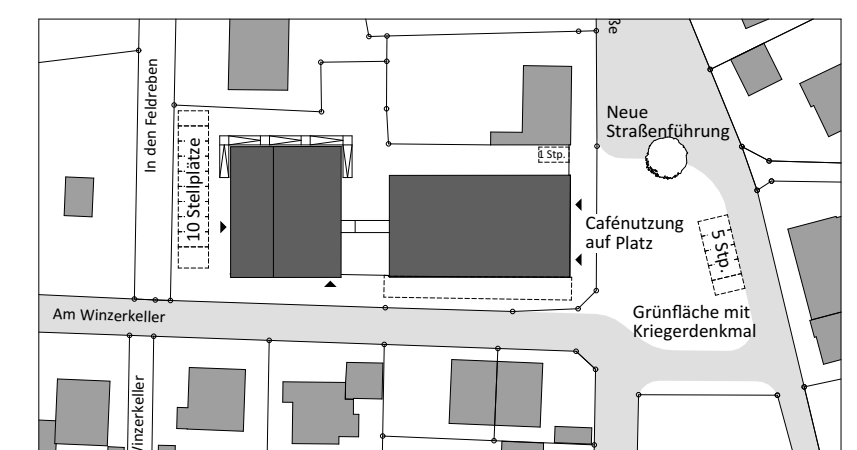 ße
In den Feldreben
10 Stellplätze
Neue
Straßenführung
1 Stp.
Cafénutzung
auf Platz
5 Stp.
Am Winzerkeller
Grünfläche mit
Kriegerdenkmal
Winzerkeller